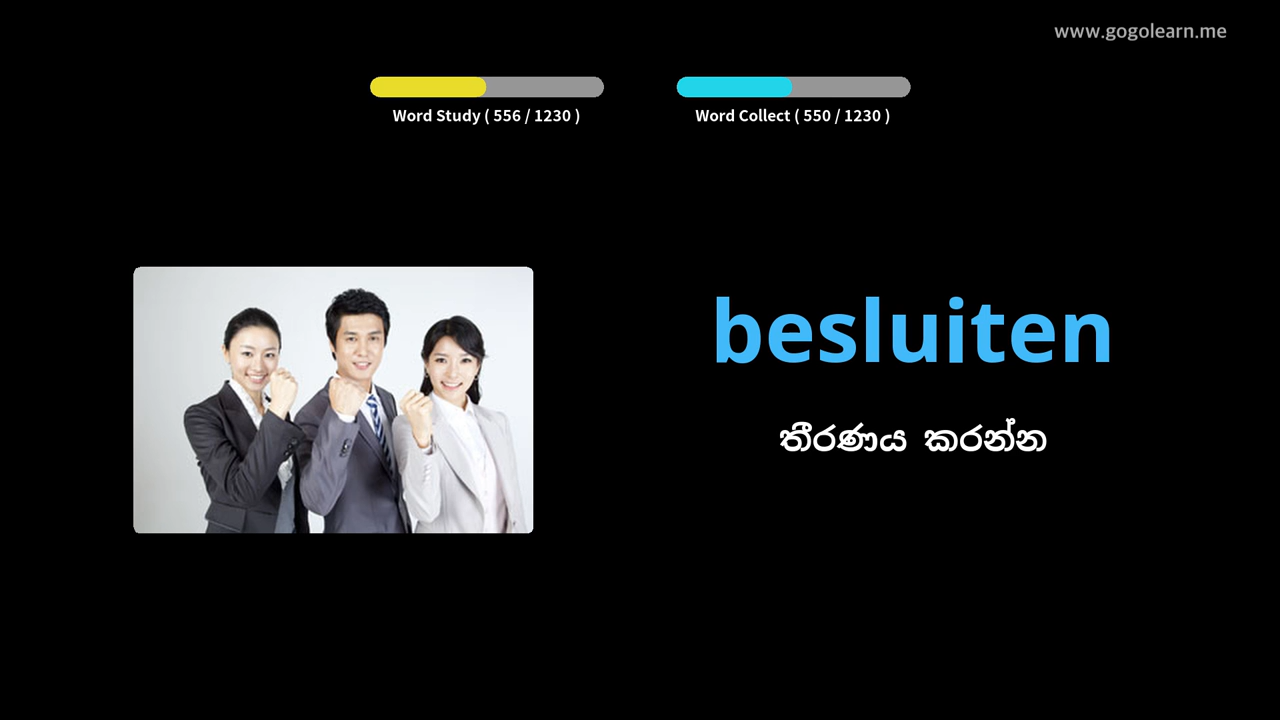 www.gogolearn.me
Word Study ( 556 / 1230 )
Word Collect ( 550 / 1230 )
besluiten
තීරණය කරන්න